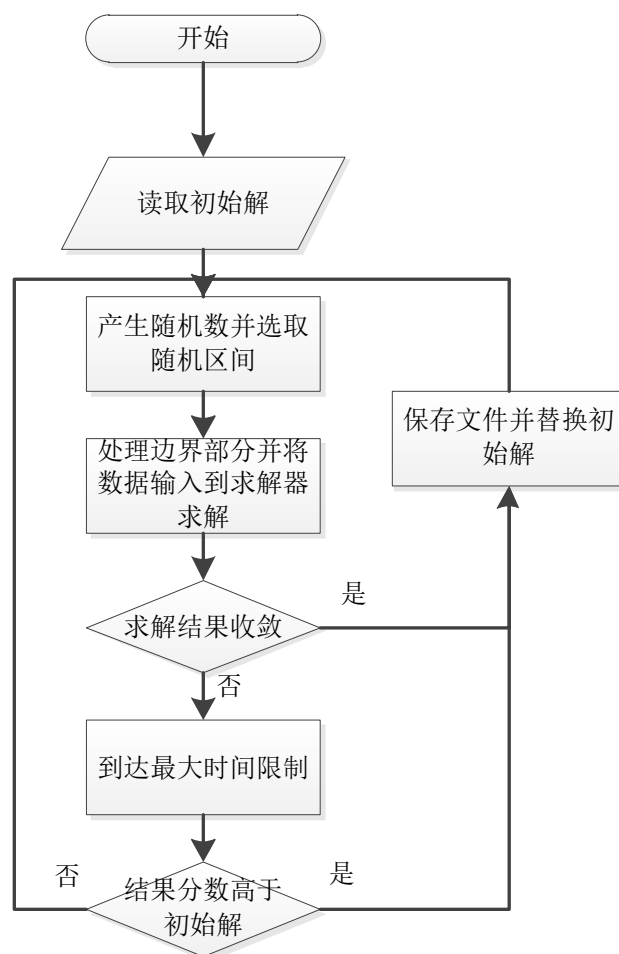 开始
读取初始解
产生随机数并选取
随机区间
保存文件并替换初
始解
处理边界部分并将
数据输入到求解器
求解
是
求解结果收敛
否
到达最大时间限制
否
结果分数高于
初始解
是